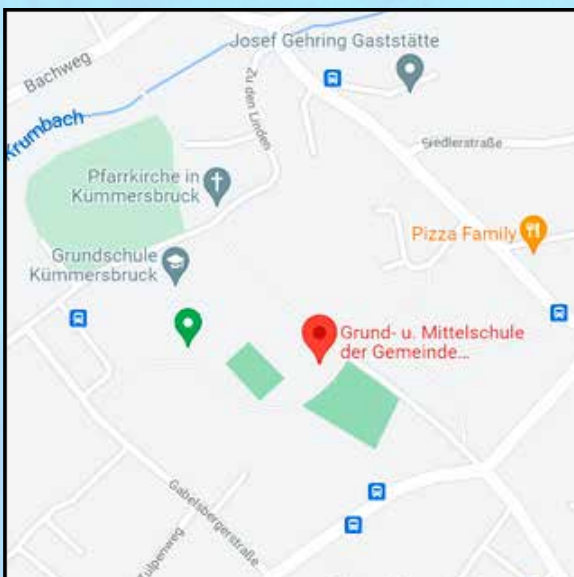 Josef Gehring Gaststätte
Bachweg
Zu den Linden
Krumbach
Siedlerstraße
Pfarrkirche in
Kümmersbruck
Pizza Family
Grundschule
Kümmersbruck
Grund- u. Mittelschule
der Gemeinde...
Gabelsbergerstraße
Tulpenweg